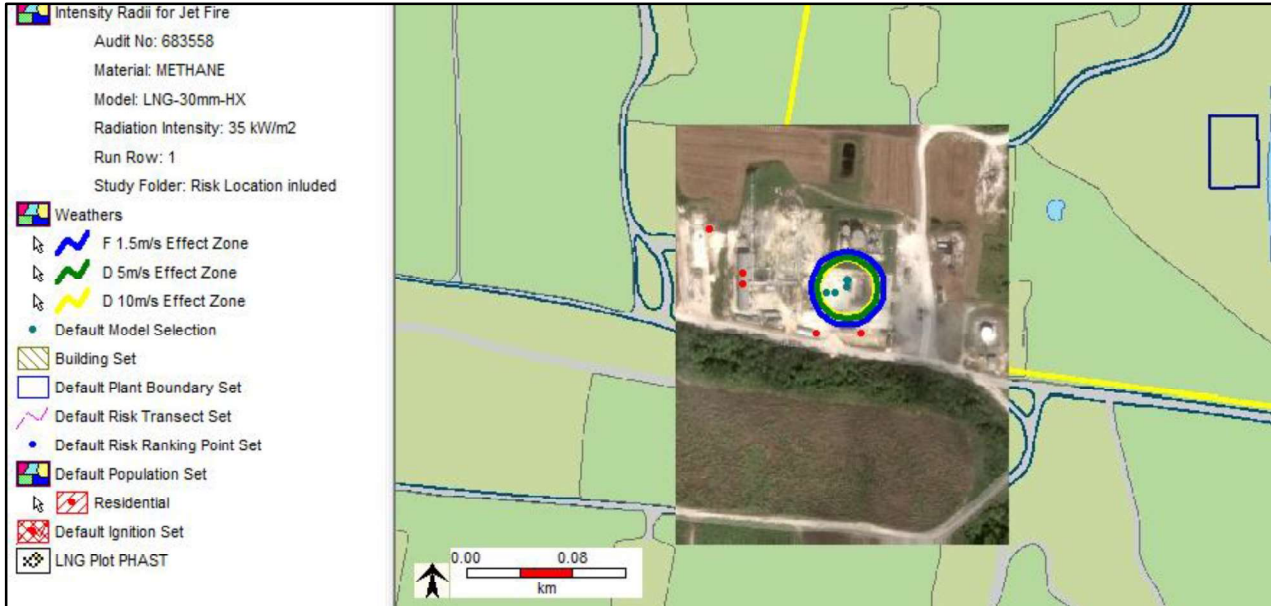 Intensity Radii for Jet Fire
Audit No: 683558
Material: METHANE
Model: LNG-30mm-HX
Radiation Intensity: 35 kW/m2
Run Row: 1
Study Folder: Risk Location inluded
Weathers
F 1.5m/s Effect Zone
D 5m/s Effect Zone
D 10m/s Effect Zone
Default Model Selection
Building Set
Default Plant Boundary Set
Default Risk Transect Set
Default Risk Ranking Point Set
Default Population Set
Residential
Default Ignition Set
LNG Plot PHAST
0.00 0.08
km